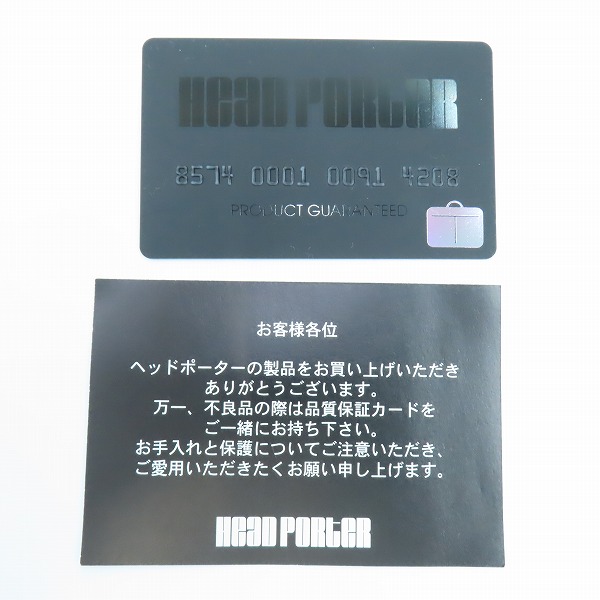 HEAD PORTER
8574 0001 0091 4208
PRODUCT GUARANTEED
お客様各位
ヘッドポーターの製品をお買い上げいただき
ありがとうございます。
万一、不良品の際は品質保証カードを
ご一緒にお持ち下さい。
お手入れと保護についてご注意いただき、
ご愛用いただきたくお願い申し上げます。
HEAD PORTER